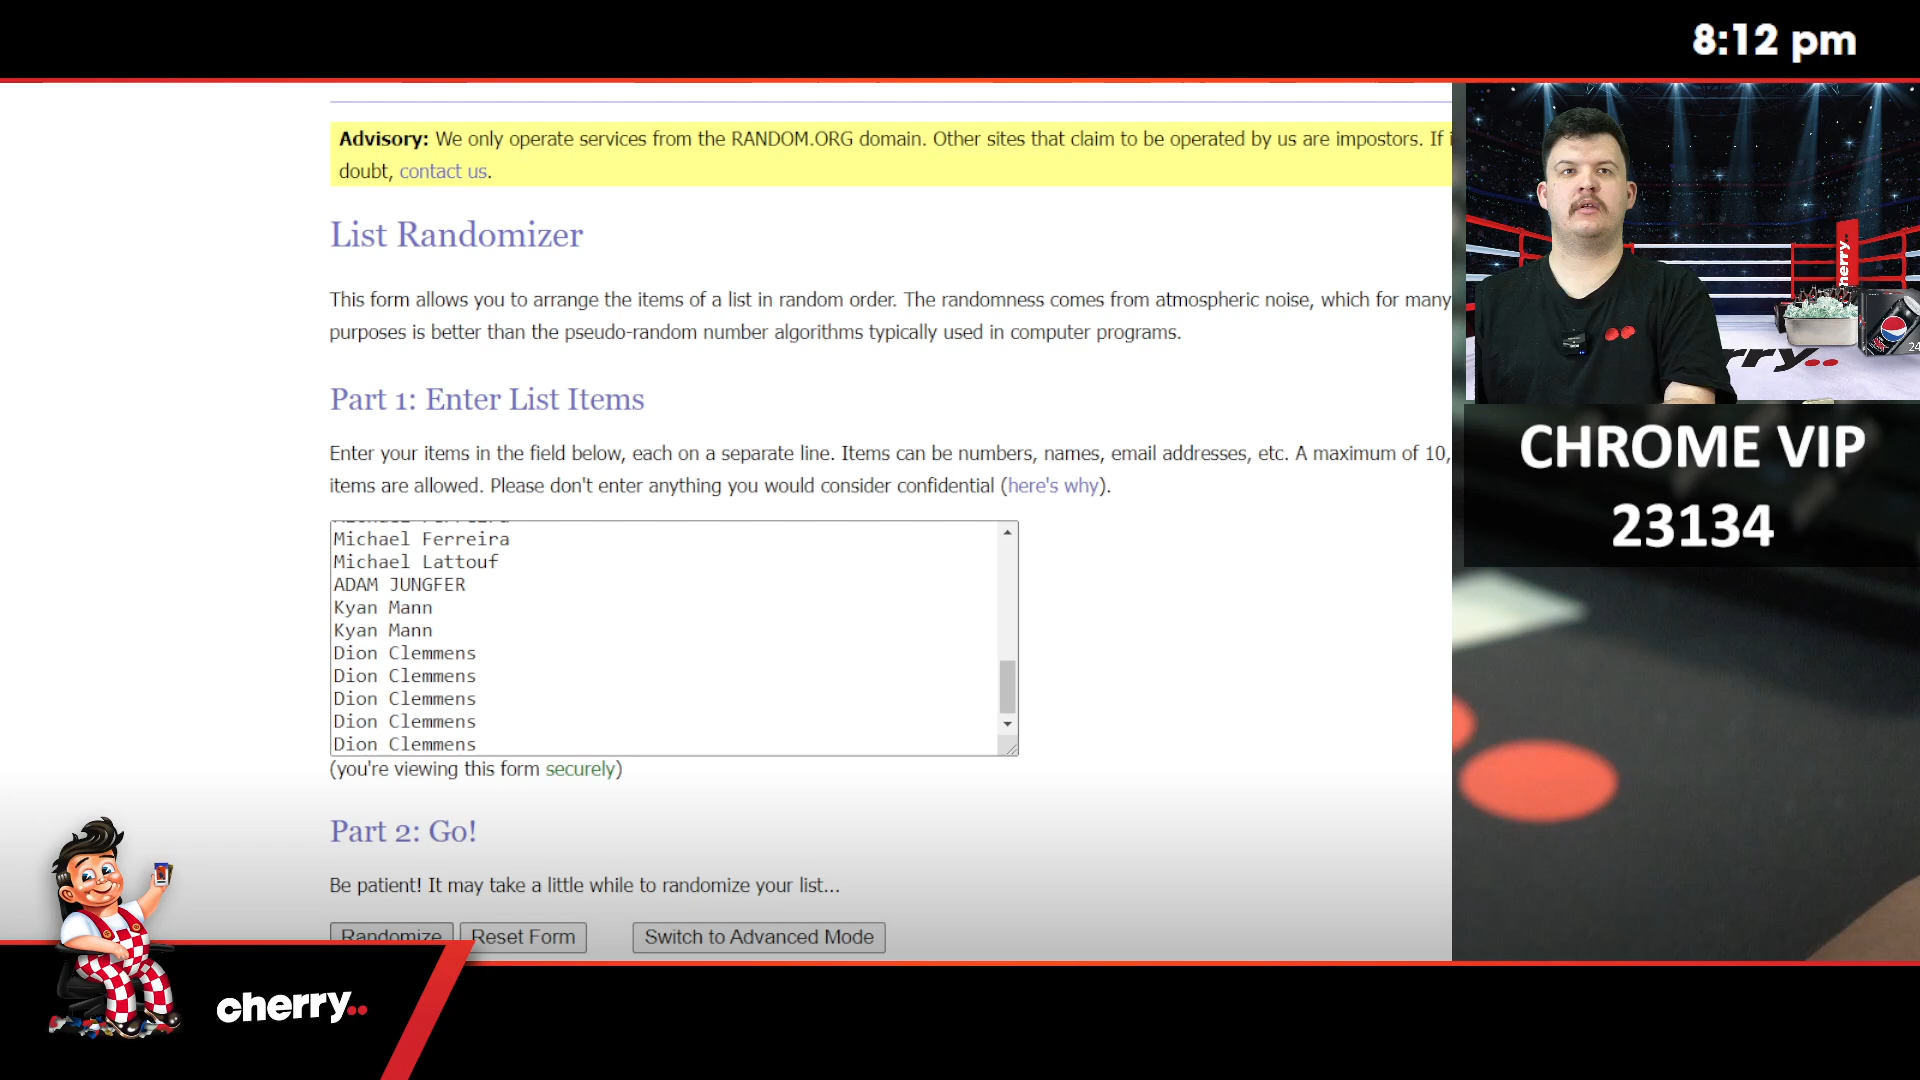 8:12 pm
Advisory: We only operate services from the RANDOM.ORG domain. Other sites that claim to be operated by us are impostors. If
doubt, contact us.
List Randomizer
This form allows you to arrange the items of a list in random order. The randomness comes from atmospheric noise, which for many
purposes is better than the pseudo-random number algorithms typically used in computer programs.
Part 1: Enter List Items
Enter your items in the field below, each on a separate line. Items can be numbers, names, email addresses, etc. A maximum of 10,
items are allowed. Please don't enter anything you would consider confidential (here's why).
Michael Ferreira
Michael Ferreira
Michael Lattouf
ADAM JUNGFER
Kyan Mann
Kyan Mann
Dion Clemmens
Dion Clemmens
Dion Clemmens
Dion Clemmens
Dion Clemmens
(you're viewing this form securely)
Part 2: Go!
Be patient! It may take a little while to randomize your list...
Randomize Reset Form Switch to Advanced Mode
herry..
rry..
24
CHROME VIP
23134
cherry..